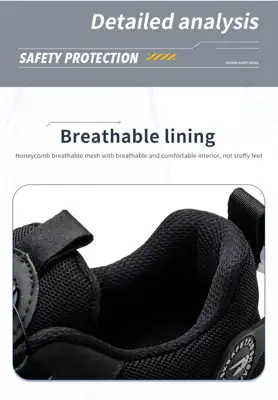 Detailed analysis
SAFETY PROTECTION
Breathable lining
Honeycomb breathable mesh with breathable and comfortable interior, not stuffy feet